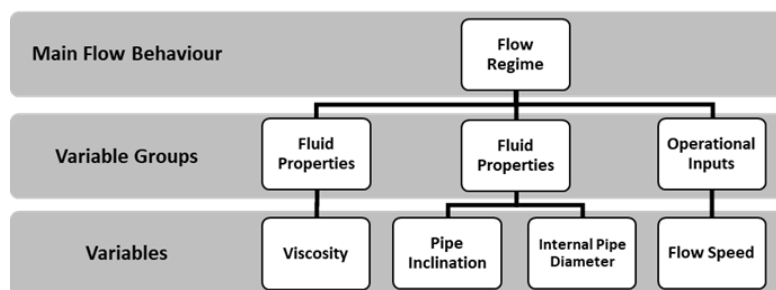 Main Flow Behaviour
Flow
Regime
Variable Groups
Fluid
Properties
Fluid
Properties
Operational
Inputs
Variables
Viscosity
Pipe
Inclination
Internal Pipe
Diameter
Flow Speed